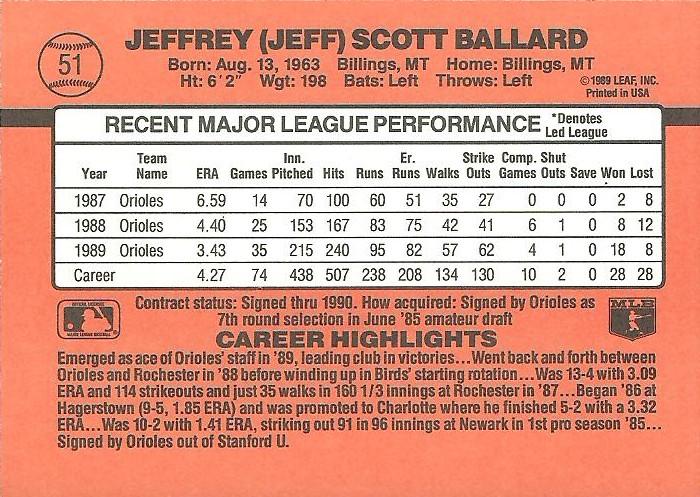 51
JEFFREY (JEFF) SCOTT BALLARD
Born: Aug. 13, 1963 Billings, MT Home: Billings, MT
Ht: 6'2" Wgt: 198 Bats: Left Throws: Left
©1989 LEAF, INC.
Printed in USA
RECENT MAJOR LEAGUE PERFORMANCE *Denotes Led League
Year Team Name ERA Games Inn. Pitched Hits Runs Er. Runs Walks Strike Outs Comp. Games Shut Outs Save Won Lost
1987 Orioles 6.59 14 70 100 60 51 35 27 0 0 0 2 8
1988 Orioles 4.40 25 153 167 83 75 42 41 6 1 0 8 12
1989 Orioles 3.43 35 215 240 95 82 57 62 4 1 0 18 8
Career 4.27 74 438 507 238 208 134 130 10 2 0 28 28
Contract status: Signed thru 1990. How acquired: Signed by Orioles as
7th round selection in June '85 amateur draft
MLB
CAREER HIGHLIGHTS
Emerged as ace of Orioles' staff in '89, leading club in victories...Went back and forth between
Orioles and Rochester in '88 before winding up in Birds' starting rotation...Was 13-4 with 3.09
ERA and 114 strikeouts and just 35 walks in 160 1/3 innings at Rochester in '87...Began '86 at
Hagerstown (9-5, 1.85 ERA) and was promoted to Charlotte where he finished 5-2 with a 3.32
ERA...Was 10-2 with 1.41 ERA, striking out 91 in 96 innings at Newark in 1st pro season '85...
Signed by Orioles out of Stanford U.